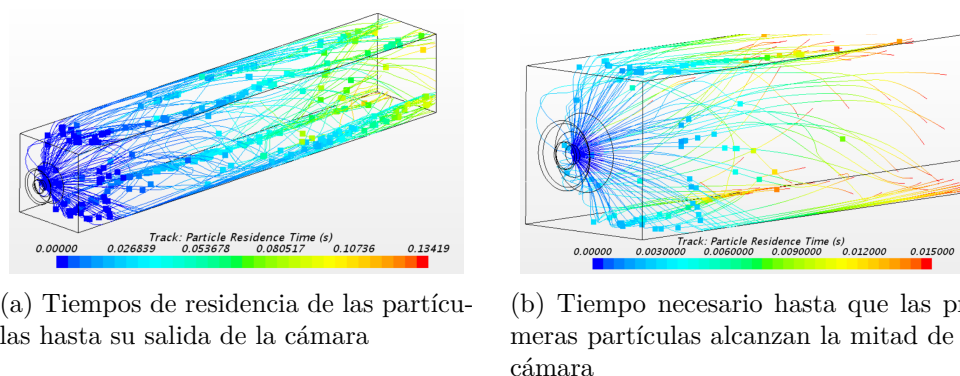 Track: Particle Residence Time (s)
0.00000 0.026839 0.053678 0.080517 0.10736 0.13419
Track: Particle Residence Time (s)
0.00000 0.0030000 0.0060000 0.0090000 0.012000 0.015000
(a) Tiempos de residencia de las partícu-
las hasta su salida de la cámara
(b) Tiempo necesario hasta que las pri
meras partículas alcanzan la mitad de
cámara